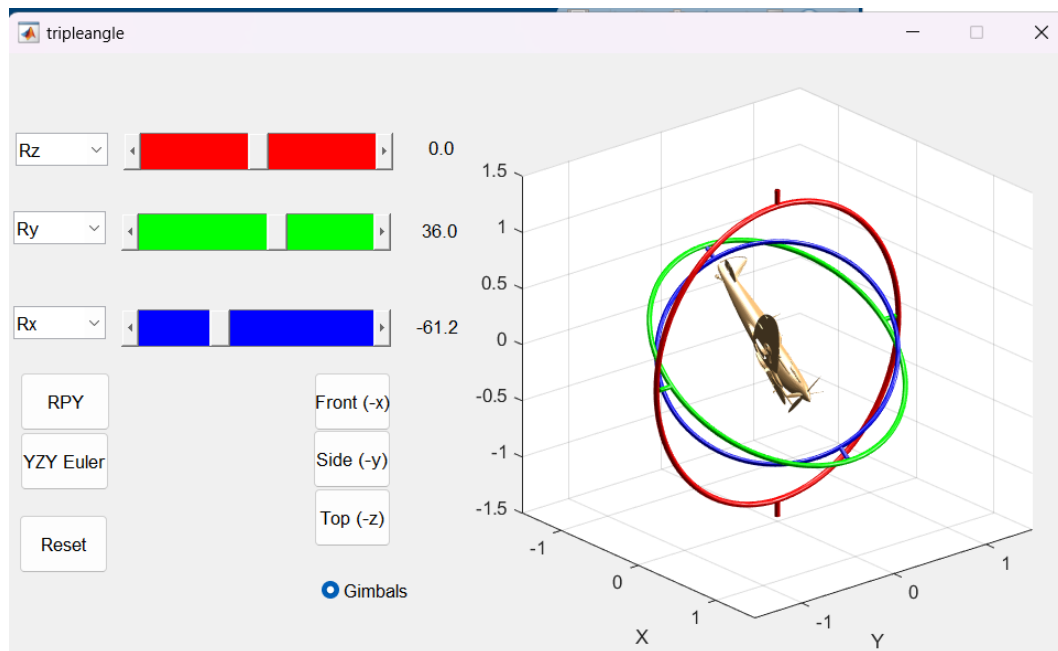 tripleangle
Rz
0.0
Ry
36.0
Rx
-61.2
RPY
Front (-x)
YZY Euler
Side (-y)
Top (-z)
Reset
Gimbals
1.5
1
0.5
0
-0.5
-1
-1.5
-1
0
1
X
-1
0
1
Y